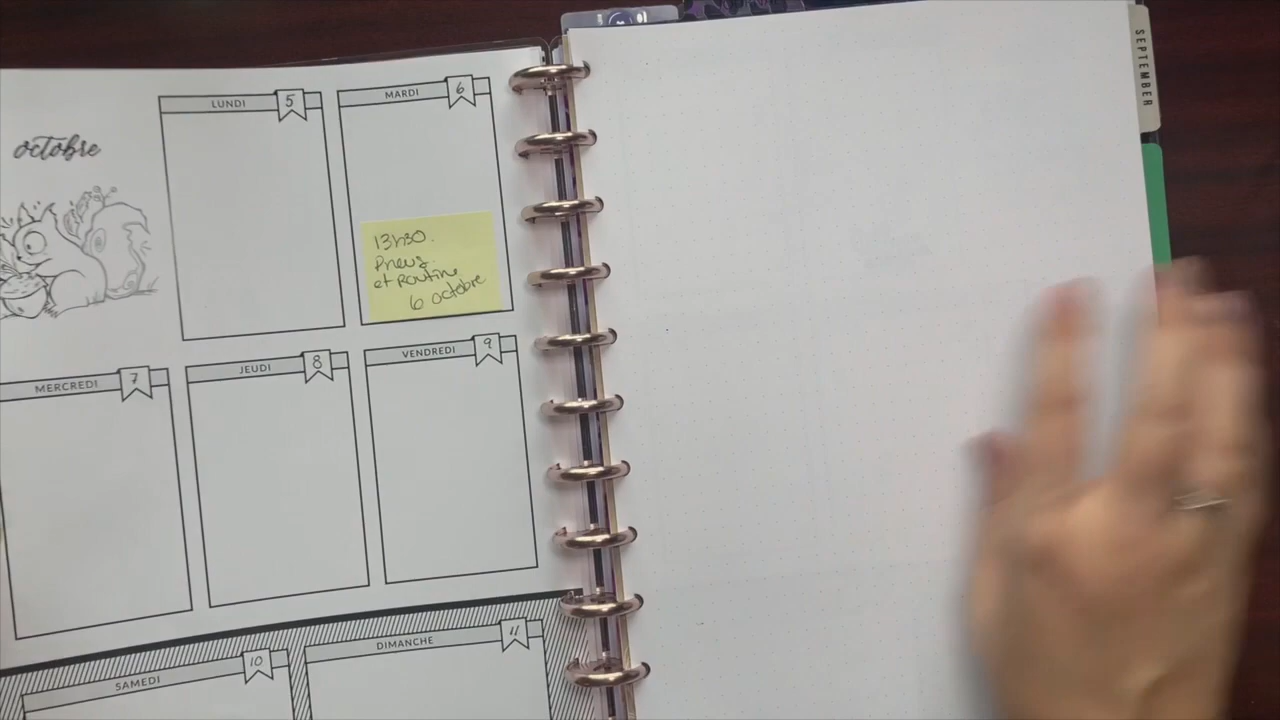 octobre
LUNDI 5
MARDI 6
13h30.
Pneus.
et Routine
6 octobre
MERCREDI 7
JEUDI 8
VENDREDI 9
SAMEDI 10
DIMANCHE 11
SEPTEMBER